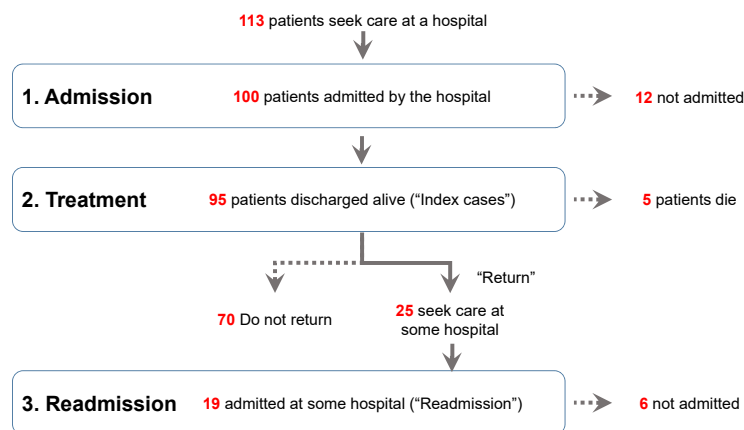 113 patients seek care at a hospital
1. Admission
100 patients admitted by the hospital
12 not admitted
2. Treatment
95 patients discharged alive (“Index cases”)
5 patients die
“Return”
70 Do not return
25 seek care at
some hospital
3. Readmission
19 admitted at some hospital (“Readmission”)
6 not admitted